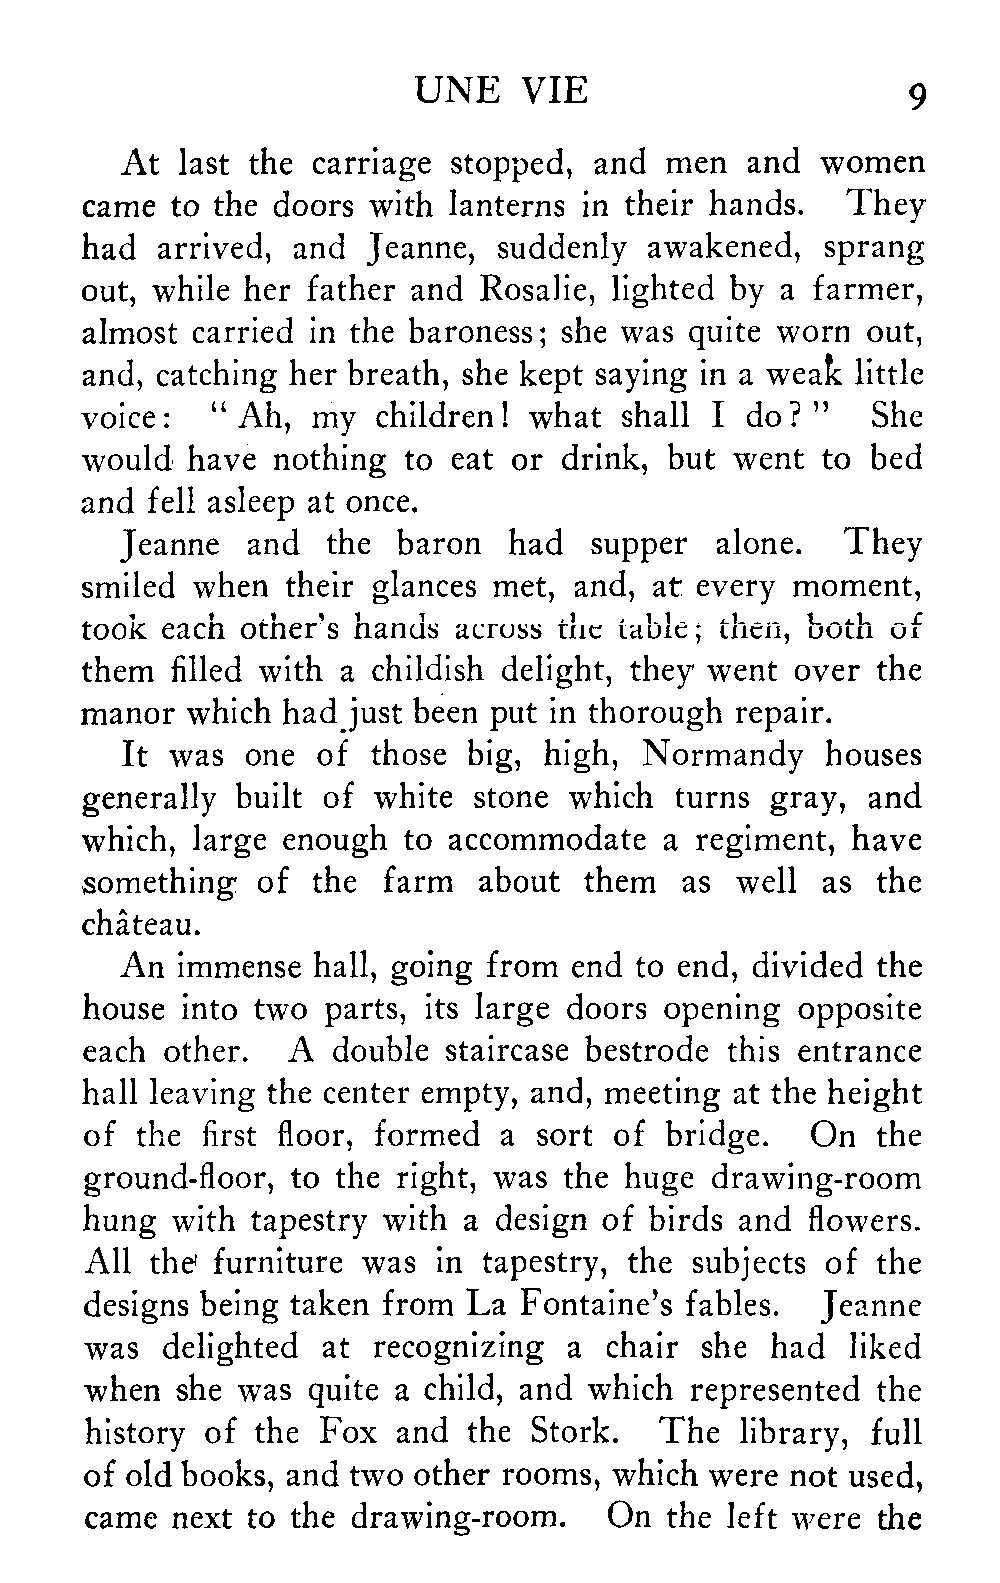 UNE VIE 9
At last the carriage stopped, and men and women
came to the doors with lanterns in their hands. They
had arrived, and Jeanne, suddenly awakened, sprang
out, while her father and Rosalie, lighted by a farmer,
almost carried in the baroness; she was quite worn out,
and, catching her breath, she kept saying in a weak little
voice: " Ah, my children! what shall I do? " She
would have nothing to eat or drink, but went to bed
and fell asleep at once.
Jeanne and the baron had supper alone. They
smiled when their glances met, and, at every moment,
took each other's hands across the table; then, both of
them filled with a childish delight, they went over the
manor which had just been put in thorough repair.
It was one of those big, high, Normandy houses
generally built of white stone which turns gray, and
which, large enough to accommodate a regiment, have
something of the farm about them as well as the
château.
An immense hall, going from end to end, divided the
house into two parts, its large doors opening opposite
each other. A double staircase bestrode this entrance
hall leaving the center empty, and, meeting at the height
of the first floor, formed a sort of bridge. On the
ground-floor, to the right, was the huge drawing-room
hung with tapestry with a design of birds and flowers.
All the furniture was in tapestry, the subjects of the
designs being taken from La Fontaine's fables. Jeanne
was delighted at recognizing a chair she had liked
when she was quite a child, and which represented the
history of the Fox and the Stork. The library, full
of old books, and two other rooms, which were not used,
came next to the drawing-room. On the left were the